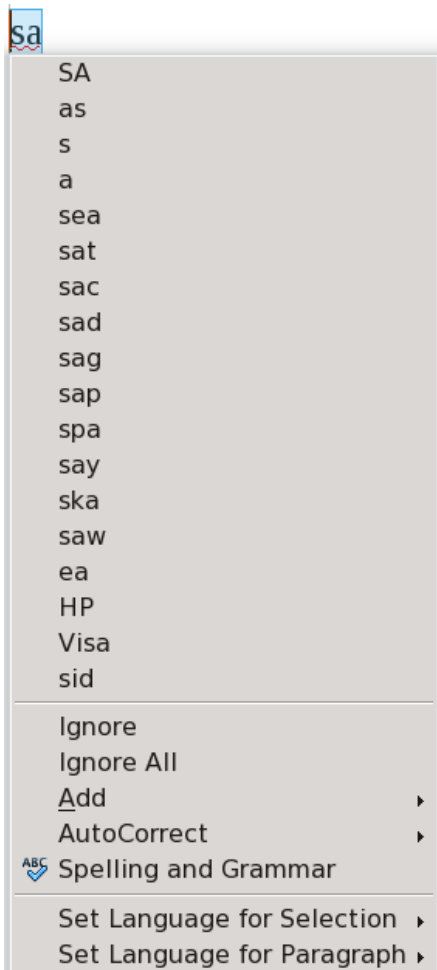 sa
SA
as
s
a
sea
sat
sac
sad
sag
sap
spa
say
ska
saw
ea
HP
Visa
sid
Ignore
Ignore All
Add
AutoCorrect
ABC Spelling and Grammar
Set Language for Selection
Set Language for Paragraph